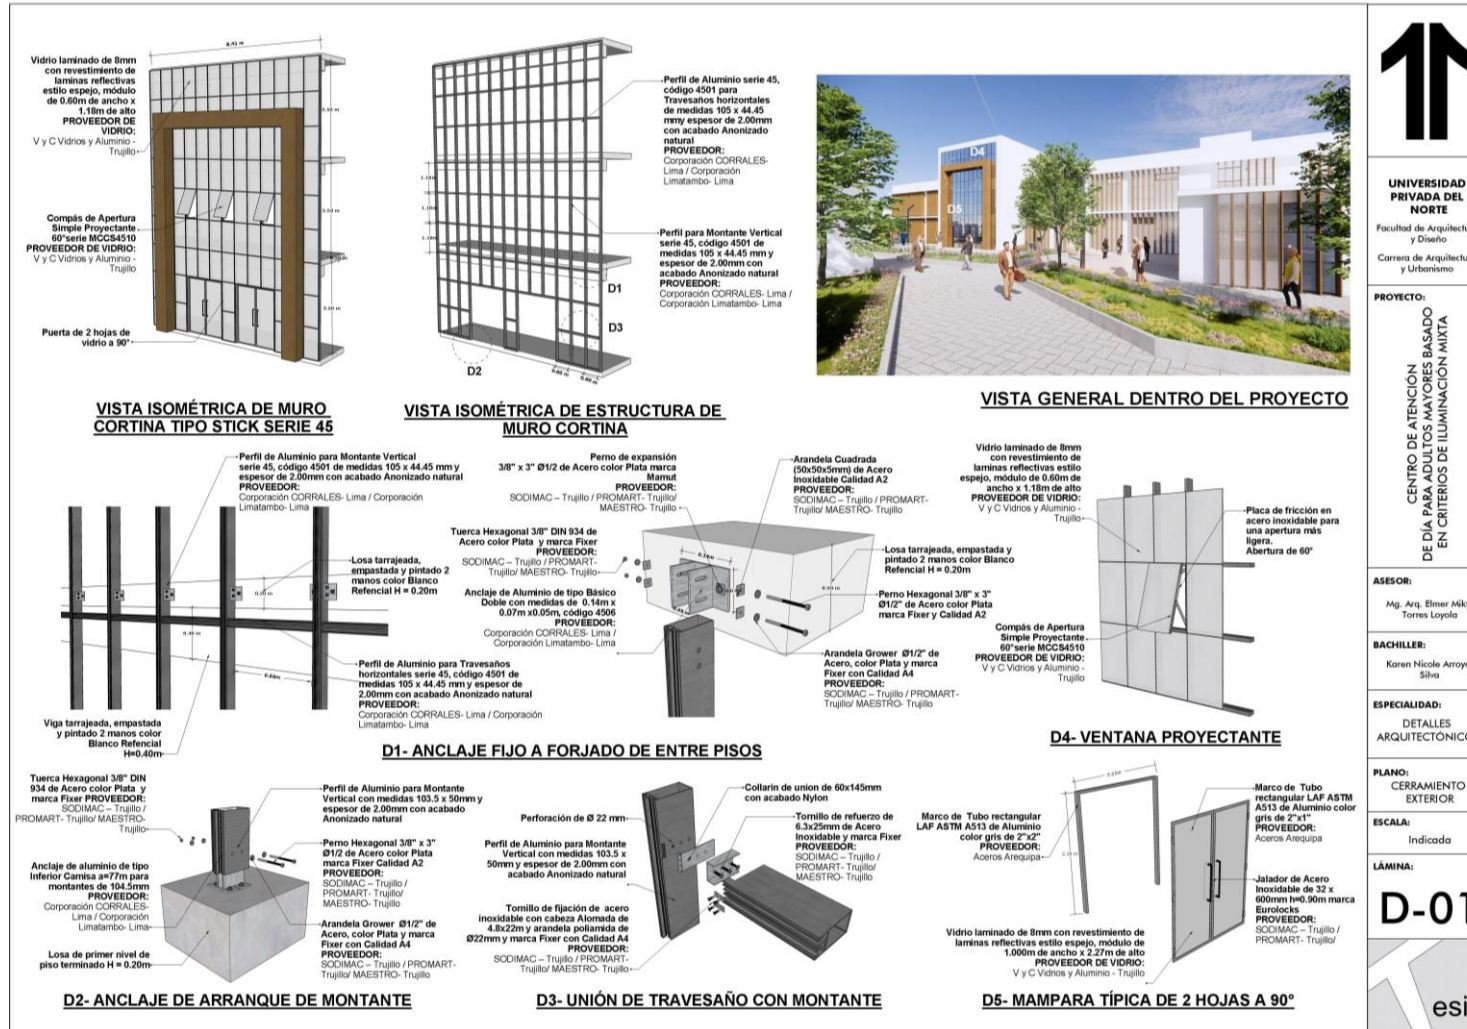 8.43 m
Vidrio laminado de 8mm
con revestimiento de
laminas reflectivas
estilo espejo, módulo
de 0.60m de ancho x
1.18m de alto
PROVEEDOR DE
VIDRIO:
V y C Vidrios y Aluminio -
Trujillo
Compás de Apertura
Simple Proyectante
60°serie MCCS4510
PROVEEDOR DE VIDRIO:
V y C Vidrios y Aluminio -
Trujillo
Puerta de 2 hojas de
vidrio a 90°
VISTA ISOMÉTRICA DE MURO
CORTINA TIPO STICK SERIE 45
Perfil de Aluminio serie 45,
código 4501 para
Travesaños horizontales
de medidas 105 x 44.45
mmy espesor de 2.00mm
con acabado Anonizado
natural
PROVEEDOR:
Corporación CORRALES-
Lima / Corporación
Limatambo- Lima
Perfil para Montante Vertical
serie 45, código 4501 de
medidas 105 x 44.45 mm y
espesor de 2.00mm con
acabado Anonizado natural
PROVEEDOR:
Corporación CORRALES- Lima /
Corporación Limatambo- Lima
D1
D3
D2
0.60 m
0.60 m
VISTA ISOMÉTRICA DE ESTRUCTURA DE
MURO CORTINA
D4
D5
VISTA GENERAL DENTRO DEL PROYECTO
Perfil de Aluminio para Montante Vertical
serie 45, código 4501 de medidas 105 x 44.45 mm y
espesor de 2.00mm con acabado Anonizado natural
PROVEEDOR:
Corporación CORRALES- Lima / Corporación
Limatambo- Lima
Losa tarrajeada,
empastada y pintado 2
manos color Blanco
Refencial H = 0.20m
Perfil de Aluminio para Travesaños
horizontales serie 45, código 4501 de
medidas 105 x 44.45 mm y espesor de
2.00mm con acabado Anonizado natural
PROVEEDOR:
Corporación CORRALES- Lima / Corporación
Limatambo- Lima
Viga tarrajeada, empastada
y pintado 2 manos color
Blanco Refencial
H=0.40m
Perno de expansión
3/8" x 3" Ø1/2 de Acero color Plata marca
Mamut
PROVEEDOR:
SODIMAC – Trujillo / PROMART- Trujillo/
MAESTRO- Trujillo
Tuerca Hexagonal 3/8" DIN 934 de
Acero color Plata y marca Fixer
PROVEEDOR:
SODIMAC – Trujillo / PROMART-
Trujillo/ MAESTRO- Trujillo
Anclaje de Aluminio de tipo Básico
Doble con medidas de 0.14m x
0.07m x0.05m, código 4506
PROVEEDOR:
Corporación CORRALES- Lima /
Corporación Limatambo- Lima
Arandela Cuadrada
(50x50x5mm) de Acero
Inoxidable Calidad A2
PROVEEDOR:
SODIMAC – Trujillo / PROMART-
Trujillo/ MAESTRO- Trujillo
Losa tarrajeada, empastada y
pintado 2 manos color Blanco
Refencial H = 0.20m
Perno Hexagonal 3/8" x 3"
Ø1/2" de Acero color Plata
marca Fixer y Calidad A2
Arandela Grower Ø1/2" de
Acero, color Plata y marca
Fixer con Calidad A4
PROVEEDOR:
SODIMAC – Trujillo / PROMART-
Trujillo/ MAESTRO- Trujillo
D1- ANCLAJE FIJO A FORJADO DE ENTRE PISOS
Vidrio laminado de 8mm
con revestimiento de
laminas reflectivas estilo
espejo, módulo de 0.60m de
ancho x 1.18m de alto
PROVEEDOR DE VIDRIO:
V y C Vidrios y Aluminio -
Trujillo
Placa de fricción en
acero inoxidable para
una apertura más
ligera.
Abertura de 60°
Compás de Apertura
Simple Proyectante
60°serie MCCS4510
PROVEEDOR DE VIDRIO:
V y C Vidrios y Aluminio -
Trujillo
D4- VENTANA PROYECTANTE
Tuerca Hexagonal 3/8" DIN
934 de Acero color Plata y
marca Fixer PROVEEDOR:
SODIMAC – Trujillo /
PROMART- Trujillo/ MAESTRO-
Trujillo
Anclaje de aluminio de tipo
Inferior Camisa a=77m para
montantes de 104.5mm
PROVEEDOR:
Corporación CORRALES-
Lima / Corporación
Limatambo- Lima
Losa de primer nivel de
piso terminado H = 0.20m
Perfil de Aluminio para Montante
Vertical con medidas 103.5 x 50mm y
espesor de 2.00mm con acabado
Anonizado natural
Perno Hexagonal 3/8" x 3"
Ø1/2 de Acero color Plata
marca Fixer Calidad A2
PROVEEDOR:
SODIMAC – Trujillo /
PROMART- Trujillo/
MAESTRO- Trujillo
Arandela Grower Ø1/2" de
Acero, color Plata y marca
Fixer con Calidad A4
PROVEEDOR:
SODIMAC – Trujillo / PROMART-
Trujillo/ MAESTRO- Trujillo
D2- ANCLAJE DE ARRANQUE DE MONTANTE
Perforación de Ø 22 mm
Perfil de Aluminio para Montante
Vertical con medidas 103.5 x
50mm y espesor de 2.00mm con
acabado Anonizado natural
Tornillo de fijación de acero
inoxidable con cabeza Alomada de
4.8x22m y arandela poliamida de
Ø22mm y marca Fixer con Calidad A4
PROVEEDOR:
SODIMAC – Trujillo / PROMART-
Trujillo/ MAESTRO- Trujillo
Collarin de union de 60x145mm
con acabado Nylon
Tornillo de refuerzo de
6.3x25mm de Acero
Inoxidable y marca Fixer
PROVEEDOR:
SODIMAC – Trujillo /
PROMART- Trujillo/
MAESTRO- Trujillo
D3- UNIÓN DE TRAVESAÑO CON MONTANTE
Marco de Tubo rectangular
LAF ASTM A513 de Aluminio
color gris de 2"x2"
PROVEEDOR:
Aceros Arequipa
Marco de Tubo
rectangular LAF ASTM
A513 de Aluminio color
gris de 2"x1"
PROVEEDOR:
Aceros Arequipa
Jalador de Acero
Inoxidable de 32 x
600mm h=0.90m marca
Eurolocks
PROVEEDOR:
SODIMAC – Trujillo /
PROMART- Trujillo/
Vidrio laminado de 8mm con revestimiento de
laminas reflectivas estilo espejo, módulo de
1.000m de ancho x 2.27m de alto
PROVEEDOR DE VIDRIO:
V y C Vidrios y Aluminio - Trujillo
D5- MAMPARA TÍPICA DE 2 HOJAS A 90°
UNIVERSIDAD
PRIVADA DEL
NORTE
Facultad de Arquitectu
y Diseño
Carrera de Arquitectu
y Urbanismo
PROYECTO:
CENTRO DE ATENCIÓN
DE DÍA PARA ADULTOS MAYORES BASADO
EN CRITERIOS DE ILUMINACIÓN MIXTA
ASESOR:
Mg. Arq. Elmer Mik
Torres Loyola
BACHILLER:
Karen Nicole Arroy
Silva
ESPECIALIDAD:
DETALLES
ARQUITECTÓNIC
PLANO:
CERRAMIENTO
EXTERIOR
ESCALA:
Indicada
LÁMINA:
D-01
esi